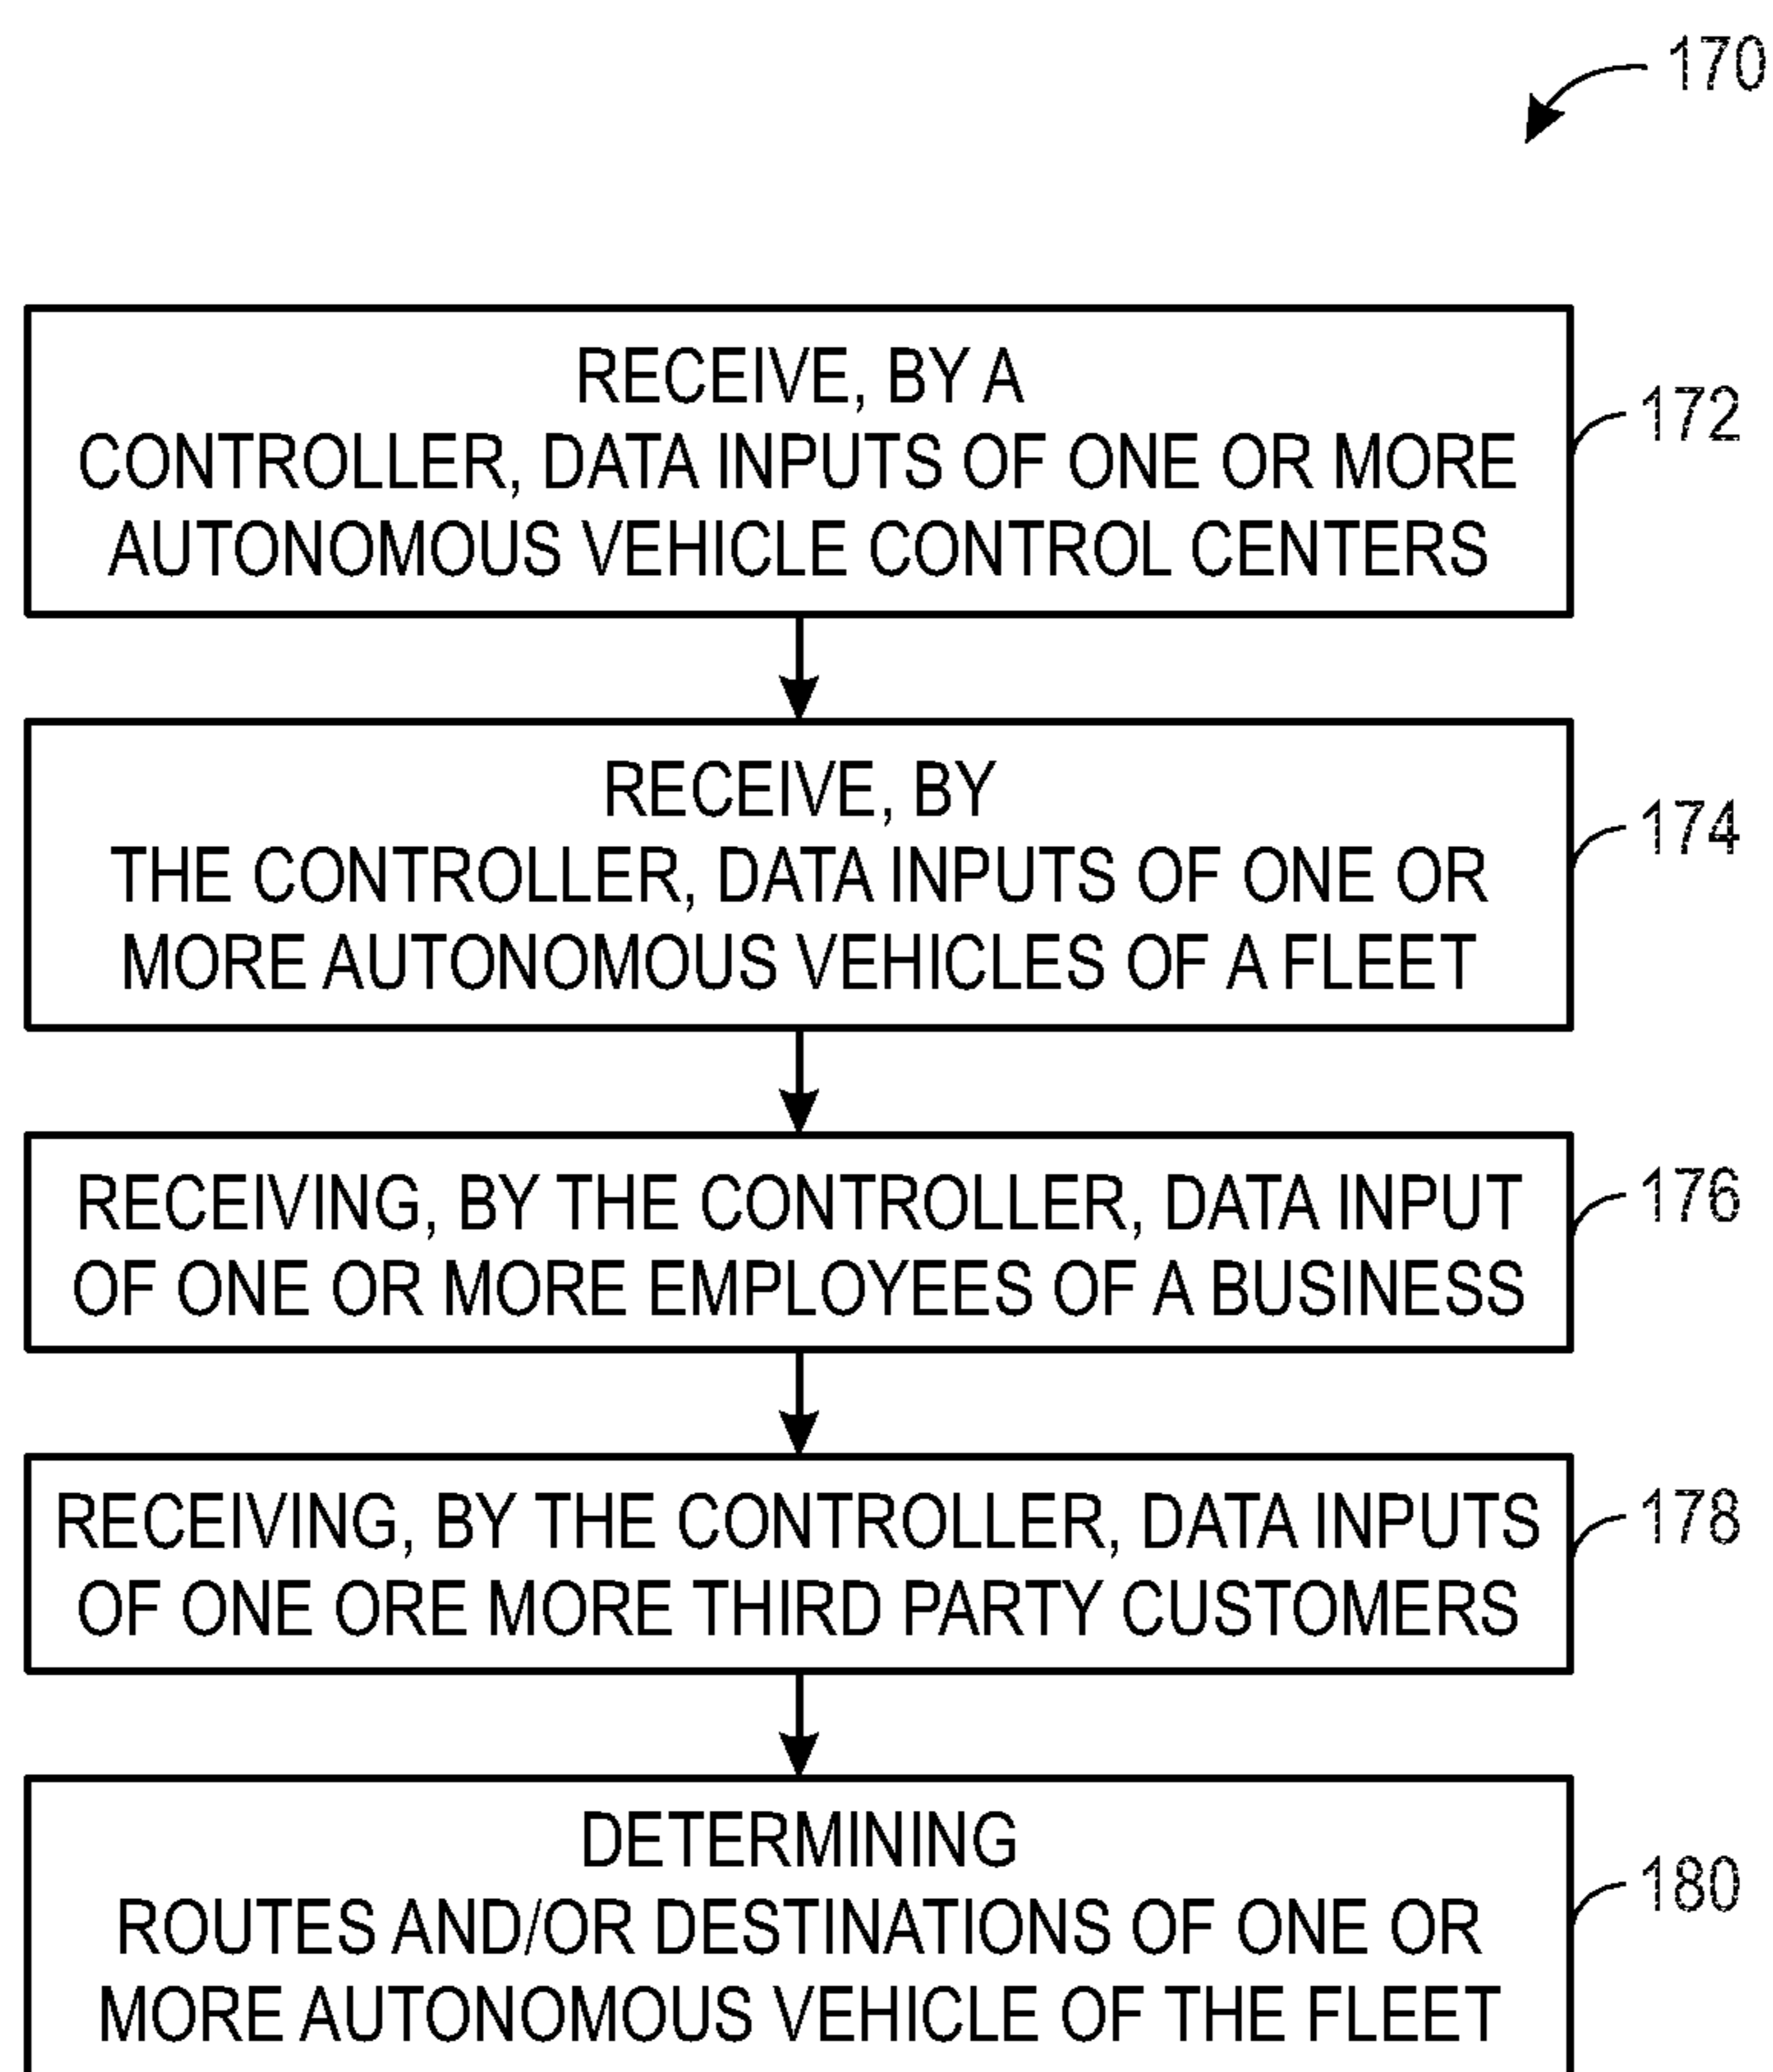 170
RECEIVE, BY A
CONTROLLER, DATA INPUTS OF ONE OR MORE
AUTONOMOUS VEHICLE CONTROL CENTERS
172
RECEIVE, BY
THE CONTROLLER, DATA INPUTS OF ONE OR
MORE AUTONOMOUS VEHICLES OF A FLEET
174
RECEIVING, BY THE CONTROLLER, DATA INPUT
OF ONE OR MORE EMPLOYEES OF A BUSINESS
176
RECEIVING, BY THE CONTROLLER, DATA INPUTS
OF ONE ORE MORE THIRD PARTY CUSTOMERS
178
DETERMINING
ROUTES AND/OR DESTINATIONS OF ONE OR
MORE AUTONOMOUS VEHICLE OF THE FLEET
180